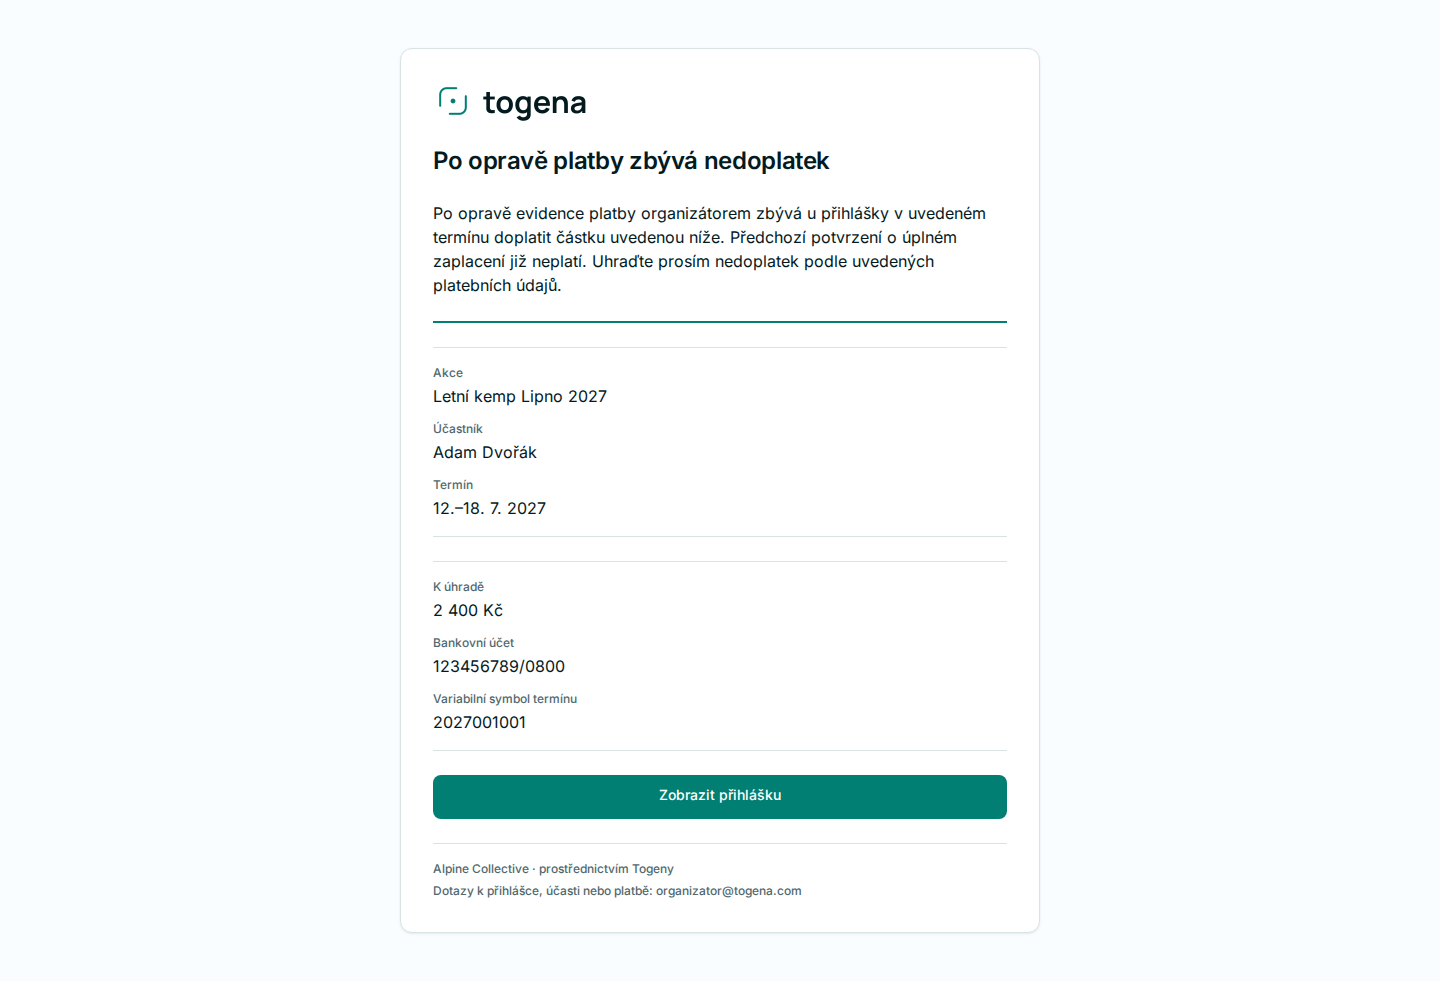 togena
Po opravě platby zbývá nedoplatek
Po opravě evidence platby organizátorem zbývá u přihlášky v uvedeném
termínu doplatit částku uvedenou níže. Předchozí potvrzení o úplném
zaplacení již neplatí. Uhraďte prosím nedoplatek podle uvedených
platebních údajů.
Akce
Letní kemp Lipno 2027
Účastník
Adam Dvořák
Termín
12.–18. 7. 2027
K úhradě
2 400 Kč
Bankovní účet
123456789/0800
Variabilní symbol termínu
2027001001
Zobrazit přihlášku
Alpine Collective · prostřednictvím Togeny
Dotazy k přihlášce, účasti nebo platbě: organizator@togena.com